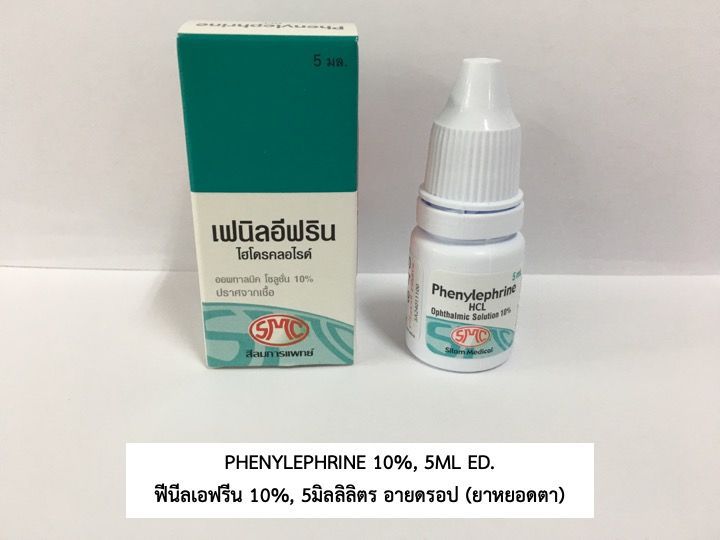 Phenylephrine
5 มล.
เฟนิลอีฟริน
ไฮโดรคลอไรด์
ออพทาลมิค โซลูชั่น 10%
ปราศจากเชื้อ
SMC
สีลมการแพทย์
5 mL
Phenylephrine
HCL
Ophthalmic Solution 10%
SMC
Silom Medical
PHENYLEPHRINE 10%, 5ML ED.
ฟีนีลเอฟรีน 10%, 5มิลลิลิตร อายดรอป (ยาหยอดตา)